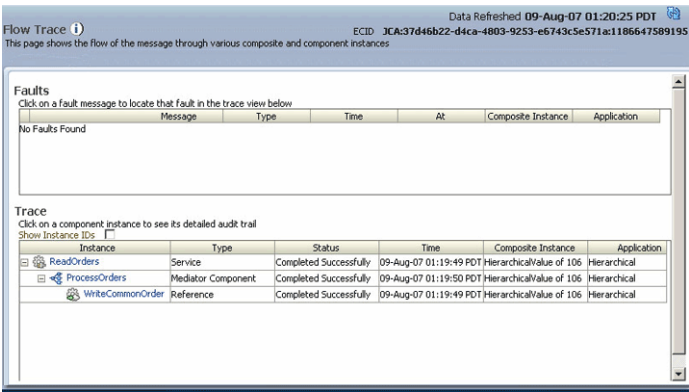 Data Refreshed 09-Aug-07 01:20:25 PDT
Flow Trace
ECID JCA:37d46b22-d4ca-4803-9253-e6743c5e571a:1186647589195
This page shows the flow of the message through various composite and component instances
Faults
Click on a fault message to locate that fault in the trace view below
Message Type Time At Composite Instance Application
No Faults Found
Trace
Click on a component instance to see its detailed audit trail
Show Instance IDs
Instance Type Status Time Composite Instance Application
ReadOrders Service Completed Successfully 09-Aug-07 01:19:49 PDT HierarchicalValue of 106 Hierarchical
ProcessOrders Mediator Component Completed Successfully 09-Aug-07 01:19:50 PDT HierarchicalValue of 106 Hierarchical
WriteCommonOrder Reference Completed Successfully 09-Aug-07 01:19:49 PDT HierarchicalValue of 106 Hierarchical